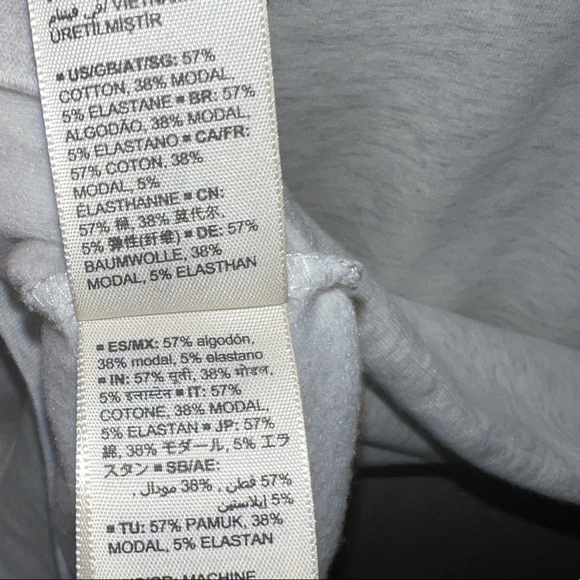 VIETNAM في فيتنام
ÜRETİLMİŞTİR
▪ US/GB/AT/SG: 57%
COTTON, 38% MODAL,
5% ELASTANE ▪ BR: 57%
ALGODÃO, 38% MODAL,
5% ELASTANO ▪ CA/FR:
57% COTON, 38%
MODAL, 5%
ÉLASTHANNE ▪ CN:
57% 棉, 38% 莫代尔,
5% 弹性(纤维) ▪ DE: 57%
BAUMWOLLE, 38%
MODAL, 5% ELASTHAN
▪ ES/MX: 57% algodón,
38% modal, 5% elastano
▪ IN: 57% सूती, 38% मोडल,
5% इलास्टेन ▪ IT: 57%
COTONE, 38% MODAL,
5% ELASTAN ▪ JP: 57%
綿, 38% モダール, 5% エラ
スタン ▪ SB/AE:
57% قطن , 38% مودال ,
5% إيلاستين
▪ TU: 57% PAMUK, 38%
MODAL, 5% ELASTAN
MACHINE